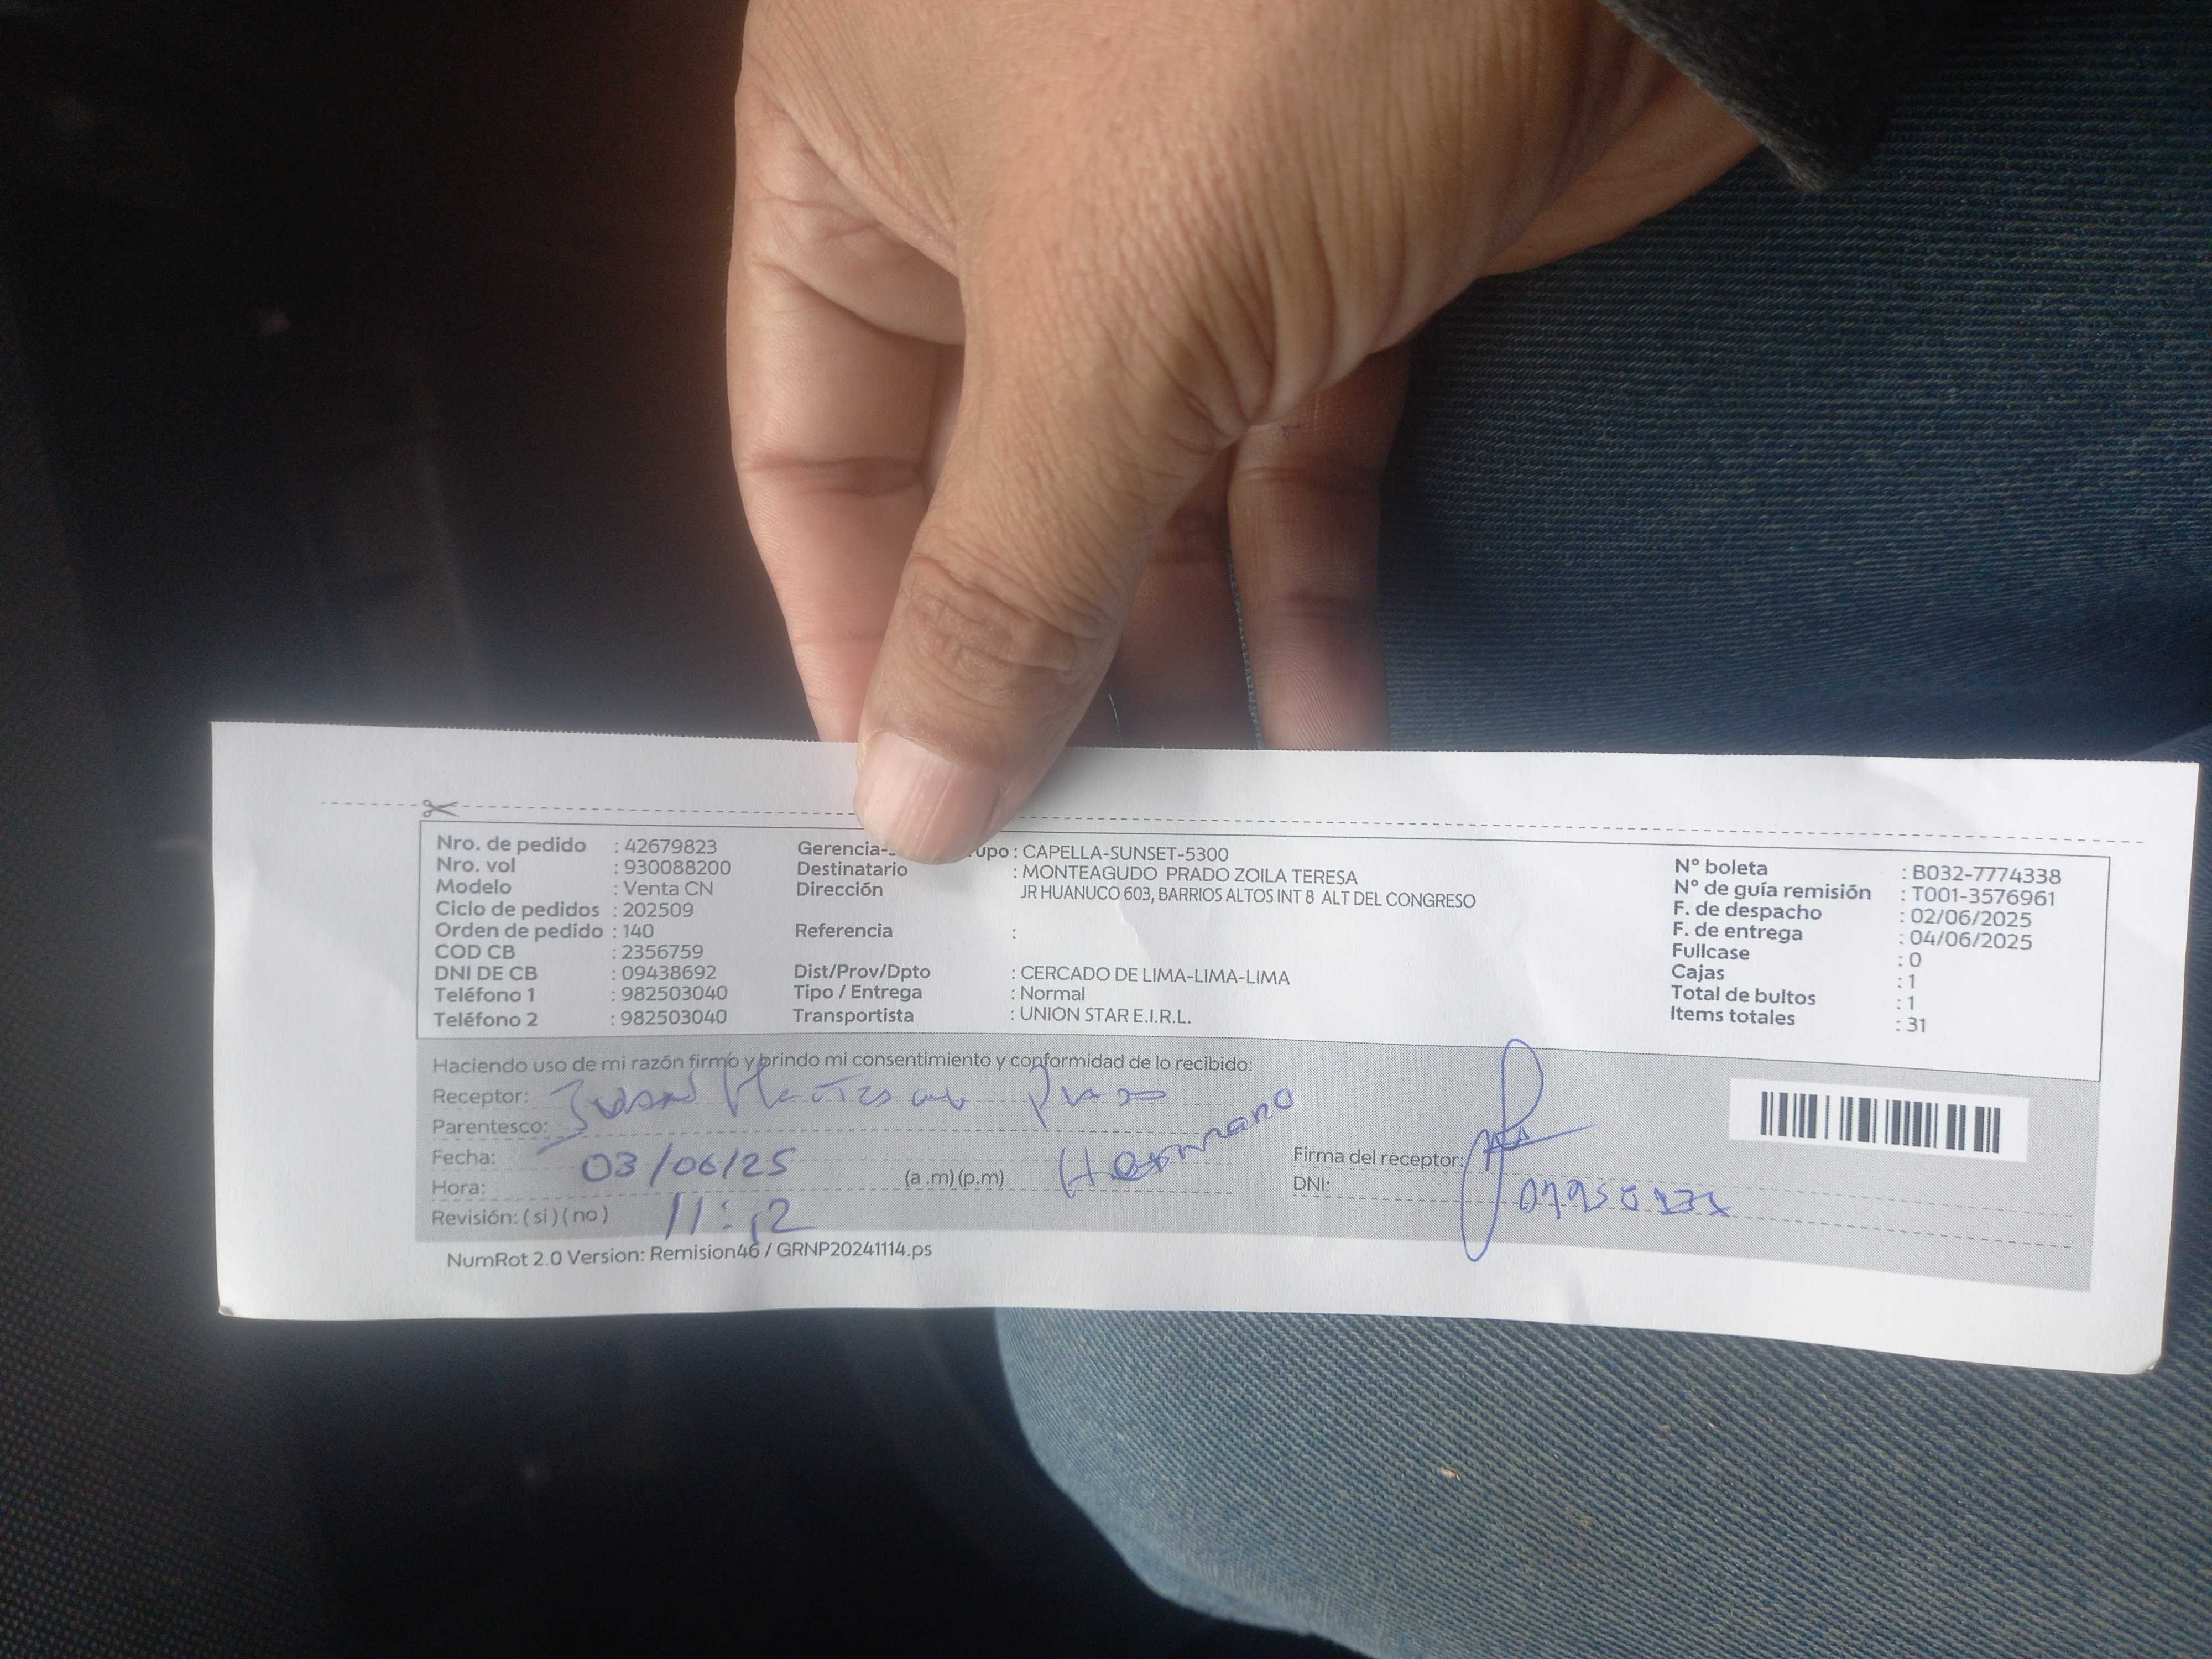 Nro. de pedido : 42679823
Nro. vol : 930088200
Modelo : Venta CN
Ciclo de pedidos : 202509
Orden de pedido : 140
COD CB : 2356759
DNI DE CB : 09438692
Teléfono 1 : 982503040
Teléfono 2 : 982503040
Gerencia- upo : CAPELLA-SUNSET-5300
Destinatario : MONTEAGUDO PRADO ZOILA TERESA
Dirección JR HUANUCO 603, BARRIOS ALTOS INT 8 ALT DEL CONGRESO
Referencia :
Dist/Prov/Dpto : CERCADO DE LIMA-LIMA-LIMA
Tipo / Entrega : Normal
Transportista : UNION STAR E.I.R.L.
N° boleta : B032-7774338
N° de guía remisión : T001-3576961
F. de despacho : 02/06/2025
F. de entrega : 04/06/2025
Fullcase : 0
Cajas : 1
Total de bultos : 1
Items totales : 31
Haciendo uso de mi razón firmo y brindo mi consentimiento y conformidad de lo recibido:
Receptor:
Parentesco: Hermano
Fecha: 03/06/25
Hora: 11:12 (a .m) (p.m)
Revisión: ( si ) ( no )
Firma del receptor:
DNI:
NumRot 2.0 Version: Remision46 / GRNP20241114.ps